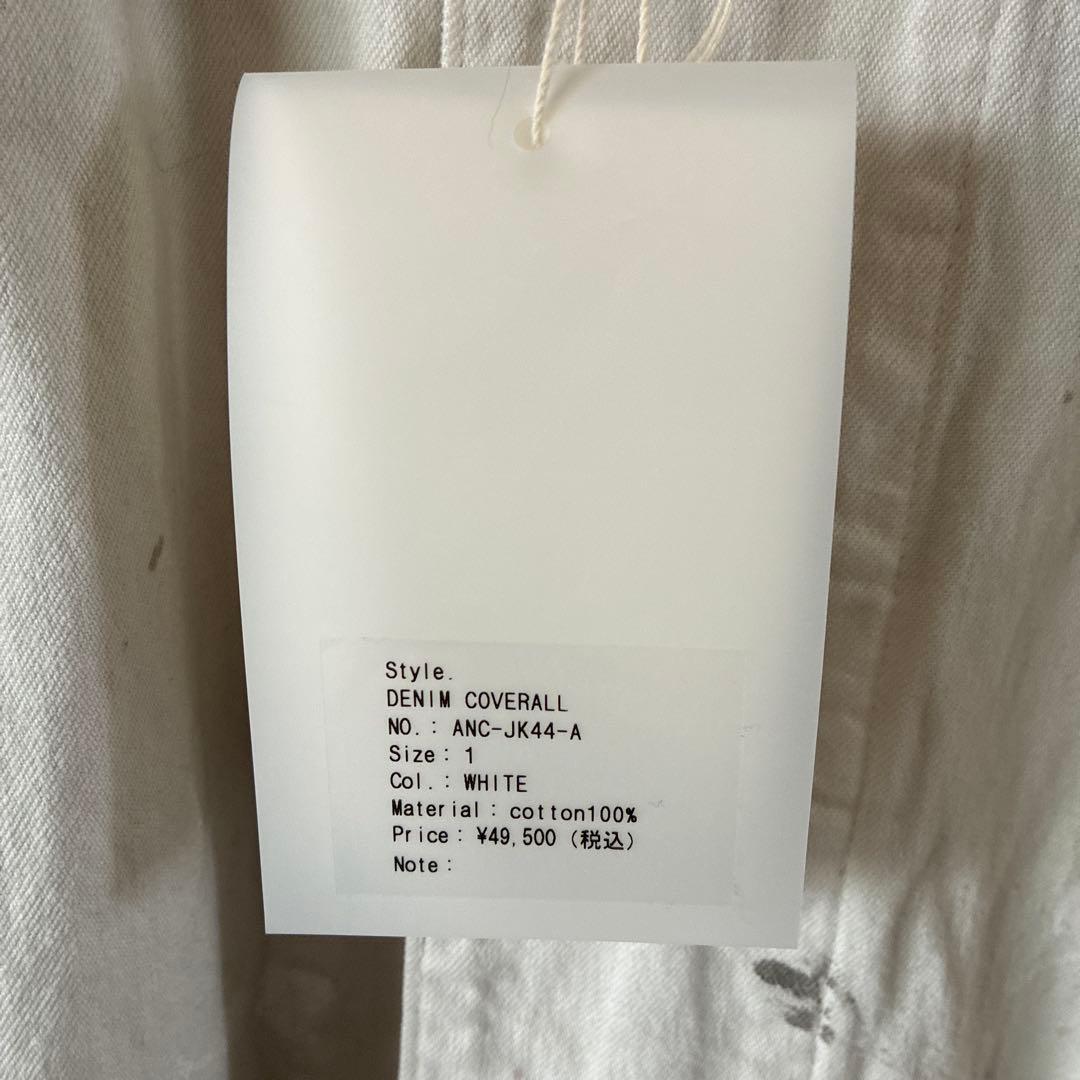 Style.
DENIM COVERALL
NO.: ANC-JK44-A
Size: 1
Col.: WHITE
Material: cotton100%
Price: ¥49,500 (税込)
Note: